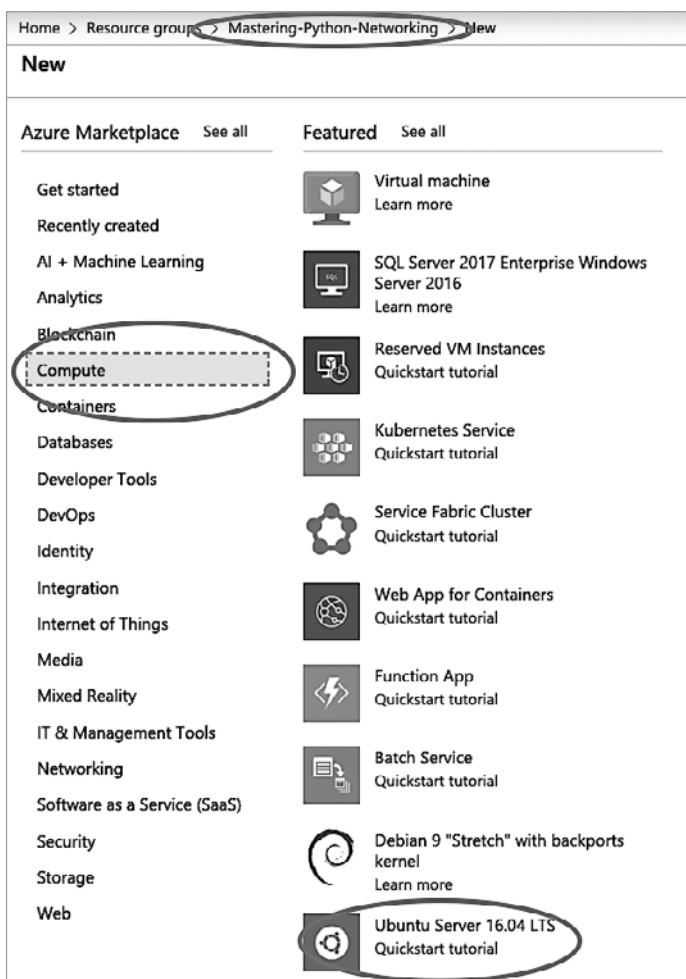 Home > Resource groups > Mastering-Python-Networking > New
New
Azure Marketplace See all
Get started
Recently created
AI + Machine Learning
Analytics
Blockchain
Compute
Containers
Databases
Developer Tools
DevOps
Identity
Integration
Internet of Things
Media
Mixed Reality
IT & Management Tools
Networking
Software as a Service (SaaS)
Security
Storage
Web
Featured See all
Virtual machine
Learn more
SQL Server 2017 Enterprise Windows
Server 2016
Learn more
Reserved VM Instances
Quickstart tutorial
Kubernetes Service
Quickstart tutorial
Service Fabric Cluster
Quickstart tutorial
Web App for Containers
Quickstart tutorial
Function App
Quickstart tutorial
Batch Service
Quickstart tutorial
Debian 9 "Stretch" with backports
kernel
Learn more
Ubuntu Server 16.04 LTS
Quickstart tutorial